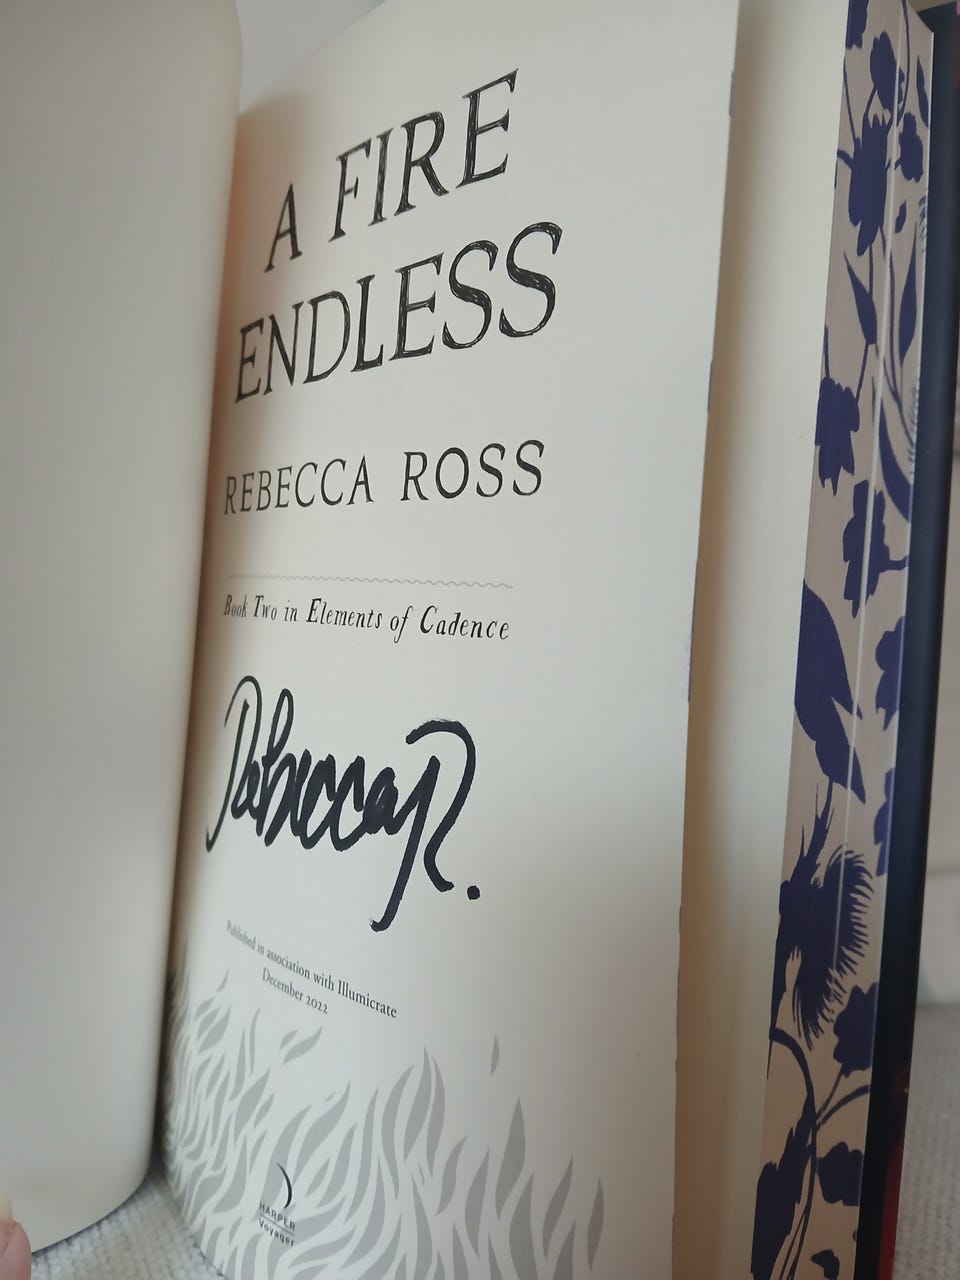 A FIRE
ENDLESS
REBECCA ROSS
Book Two in Elements of Cadence
Rebecca R.
Published in association with Illumicrate
December 2022
HARPER
Voyager